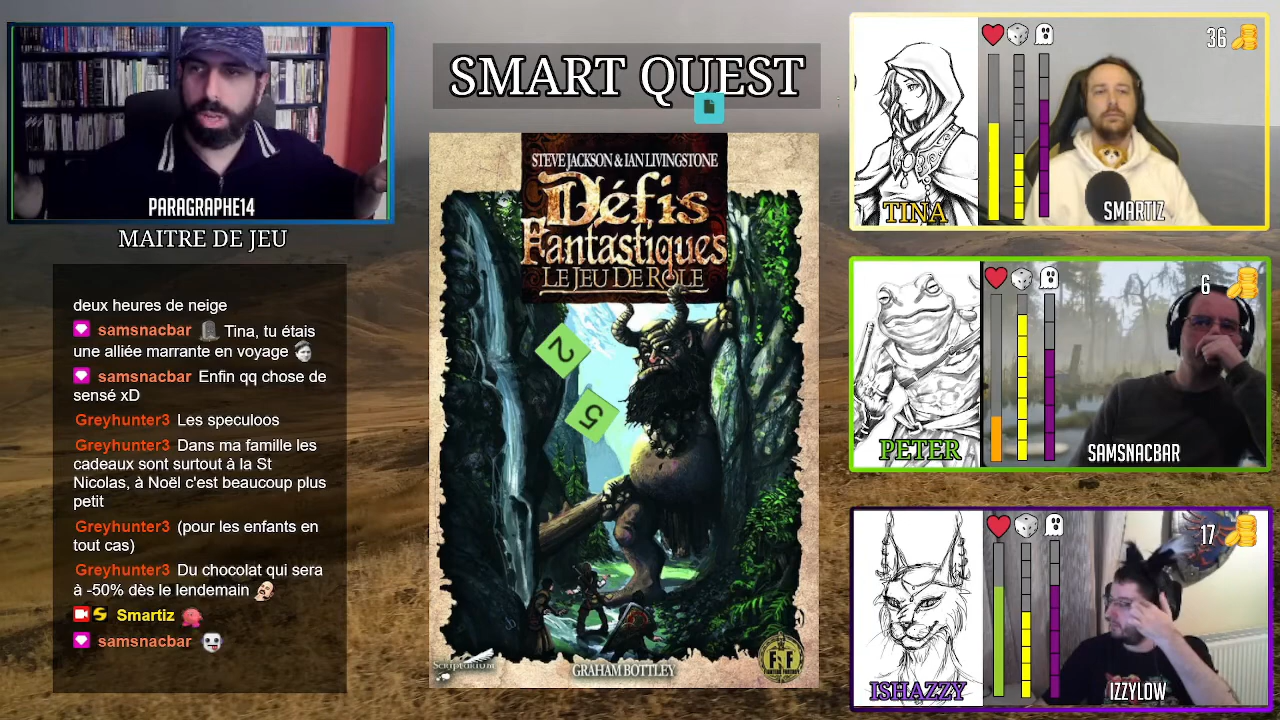 PARAGRAPHE14
MAITRE DE JEU
deux heures de neige
samsnacbar Tina, tu étais
une alliée marrante en voyage
samsnacbar Enfin qq chose de
sensé xD
Greyhunter3 Les speculoos
Greyhunter3 Dans ma famille les
cadeaux sont surtout à la St
Nicolas, à Noël c'est beaucoup plus
petit
Greyhunter3 (pour les enfants en
tout cas)
Greyhunter3 Du chocolat qui sera
à -50% dès le lendemain
Smartiz
samsnacbar
SMART QUEST
STEVE JACKSON & IAN LIVINGSTONE
Défis
Fantastiques
LE JEU DE RÔLE
2
5
SCRIPTARIUM
GRAHAM BOTTLEY
FF
36
TINA
SMARTIZ
6
PETER
SAMSNACBAR
17
ISHAZZY
IZZYLOW